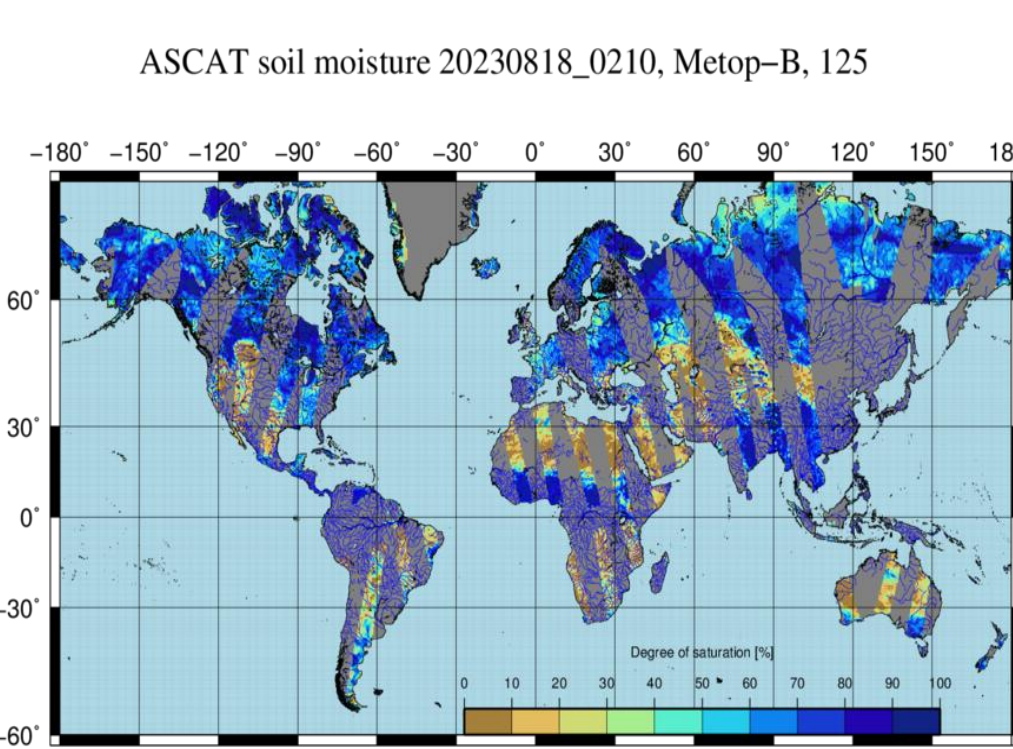 ASCAT soil moisture 20230818_0210, Metop−B, 125
−180˚ −150˚ −120˚ −90˚ −60˚ −30˚ 0˚ 30˚ 60˚ 90˚ 120˚ 150˚ 18
60˚
30˚
0˚
−30˚
Degree of saturation [%]
0 10 20 30 40 50 60 70 80 90 100
−60˚